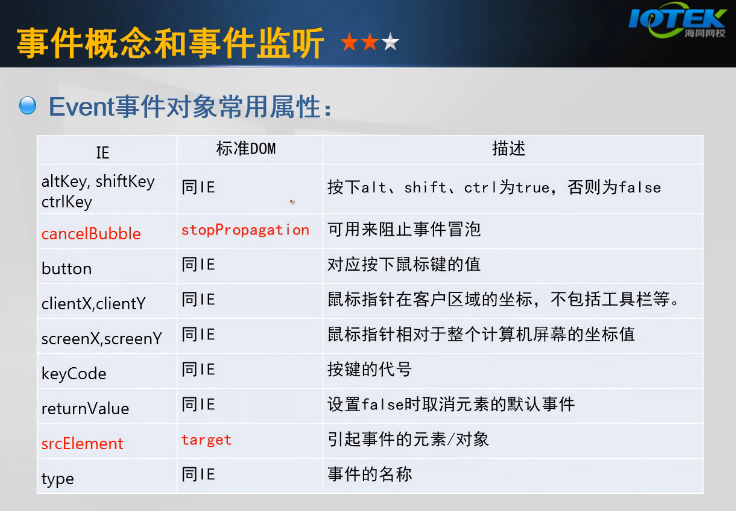 事件概念和事件监听
IOTEK
海同网校
Event事件对象常用属性：
IE 标准DOM 描述
altKey, shiftKey
ctrlKey 同IE 按下alt、shift、ctrl为true，否则为false
cancelBubble stopPropagation 可用来阻止事件冒泡
button 同IE 对应按下鼠标键的值
clientX,clientY 同IE 鼠标指针在客户区域的坐标，不包括工具栏等。
screenX,screenY 同IE 鼠标指针相对于整个计算机屏幕的坐标值
keyCode 同IE 按键的代号
returnValue 同IE 设置false时取消元素的默认事件
srcElement target 引起事件的元素/对象
type 同IE 事件的名称